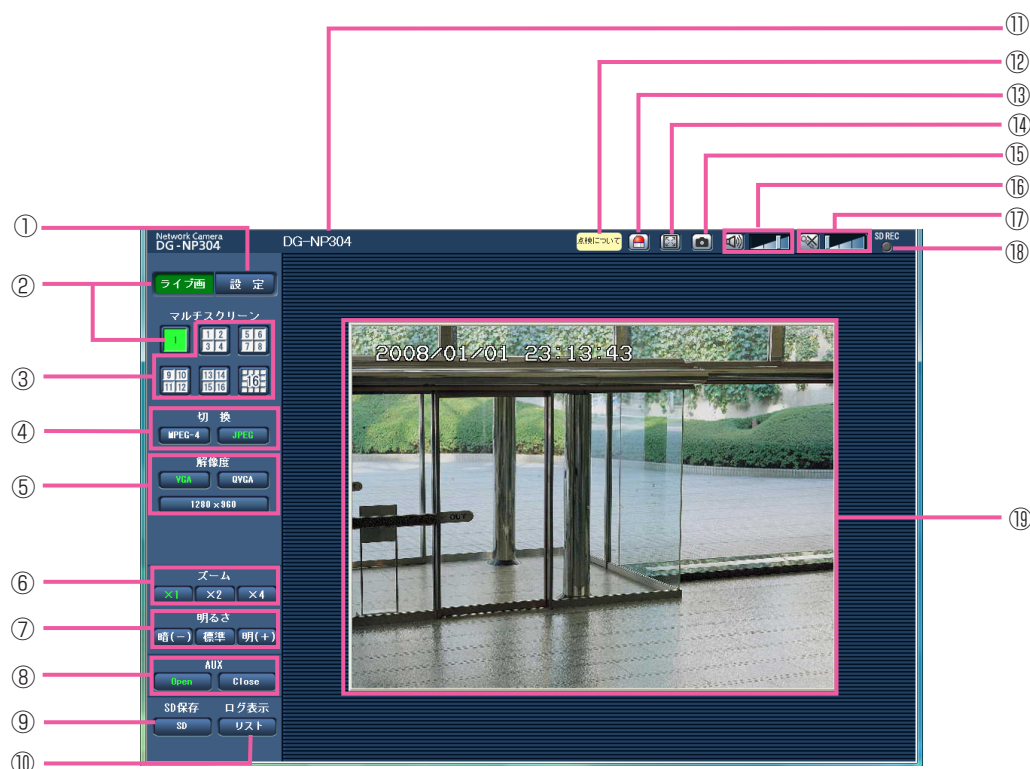 ⑪
⑫
⑬
⑭
⑮
⑯
⑰
⑱
①
②
③
④
⑤
⑥
⑦
⑧
⑨
⑩
⑲
Network Camera
DG-NP304
DG-NP304
点検について
SD REC
ライブ画 設定
マルチスクリーン
1
1 2 5 6
3 4 7 8
9 10 13 14 16
11 12 15 16
切換
MPEG-4 JPEG
解像度
VGA QVGA
1280×960
ズーム
×1 ×2 ×4
明るさ
暗(-) 標準 明(+)
AUX
Open Close
SD保存 ログ表示
SD リスト
2008/01/01 23:13:43
OUT